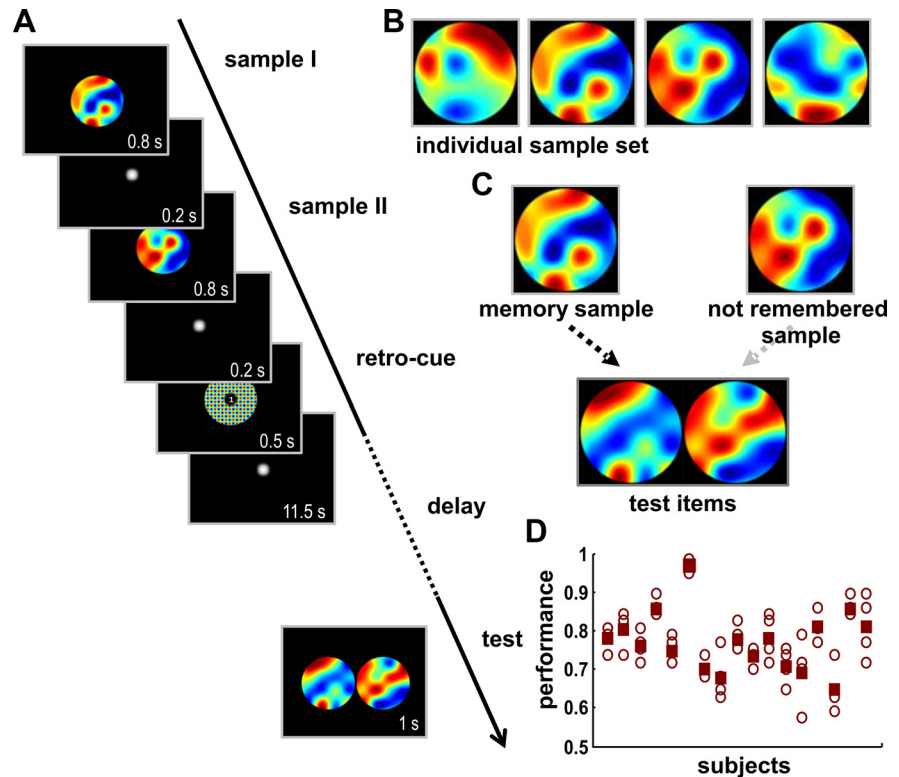 A
sample I
0.8 s
0.2 s
sample II
0.8 s
0.2 s
retro-cue
1
0.5 s
11.5 s
delay
test
1 s
B
individual sample set
C
memory sample
not remembered
sample
test items
D
performance
1
0.9
0.8
0.7
0.6
0.5
subjects